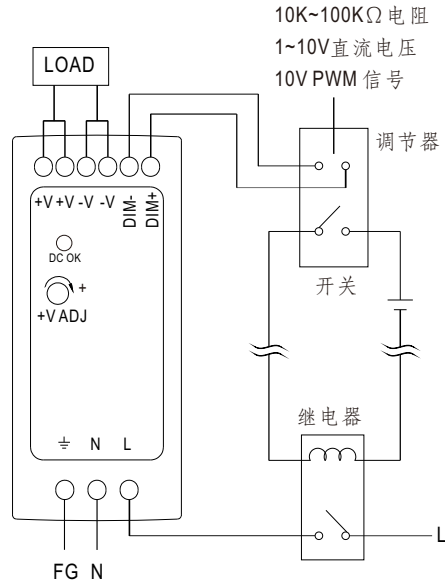 10K~100KΩ电阻
1~10V直流电压
10V PWM 信号
LOAD
调节器
+V +V -V -V DIM- DIM+
DC OK
+
+V ADJ
开关
继电器
N L
L
FG N